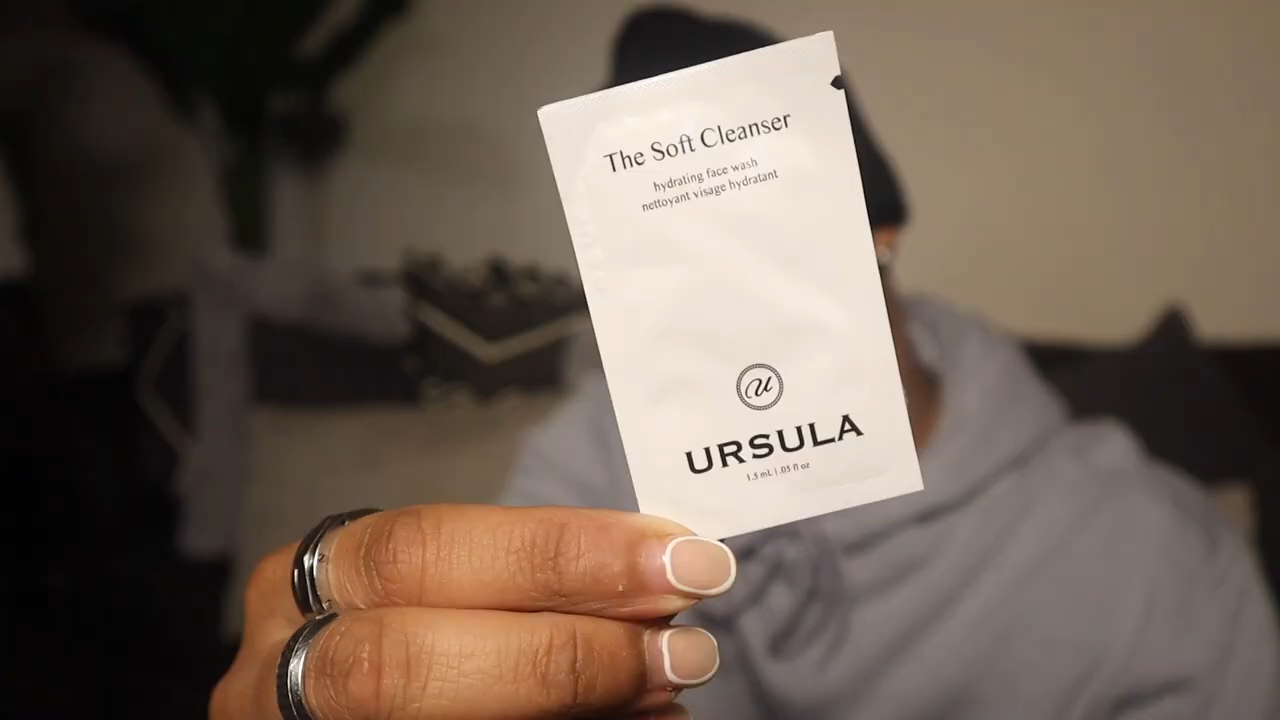 The Soft Cleanser
hydrating face wash
nettoyant visage hydratant
U
URSULA
1.5 mL | .05 fl oz